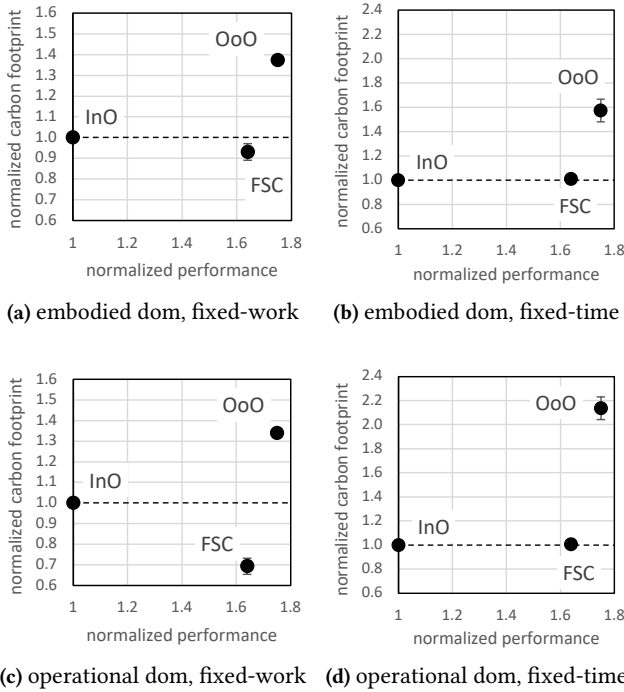 normalized carbon footprint
1.6
1.5
1.4
1.3
1.2
1.1
1.0
0.9
0.8
0.7
0.6
OoO
InO
FSC
1 1.2 1.4 1.6 1.8
normalized performance
(a) embodied dom, fixed-work
normalized carbon footprint
2.4
2.2
2.0
1.8
1.6
1.4
1.2
1.0
0.8
0.6
OoO
InO
FSC
1 1.2 1.4 1.6 1.8
normalized performance
(b) embodied dom, fixed-time
normalized carbon footprint
1.6
1.5
1.4
1.3
1.2
1.1
1.0
0.9
0.8
0.7
0.6
OoO
InO
FSC
1 1.2 1.4 1.6 1.8
normalized performance
(c) operational dom, fixed-work
normalized carbon footprint
2.4
2.2
2.0
1.8
1.6
1.4
1.2
1.0
0.8
0.6
OoO
InO
FSC
1 1.2 1.4 1.6 1.8
normalized performance
(d) operational dom, fixed-time